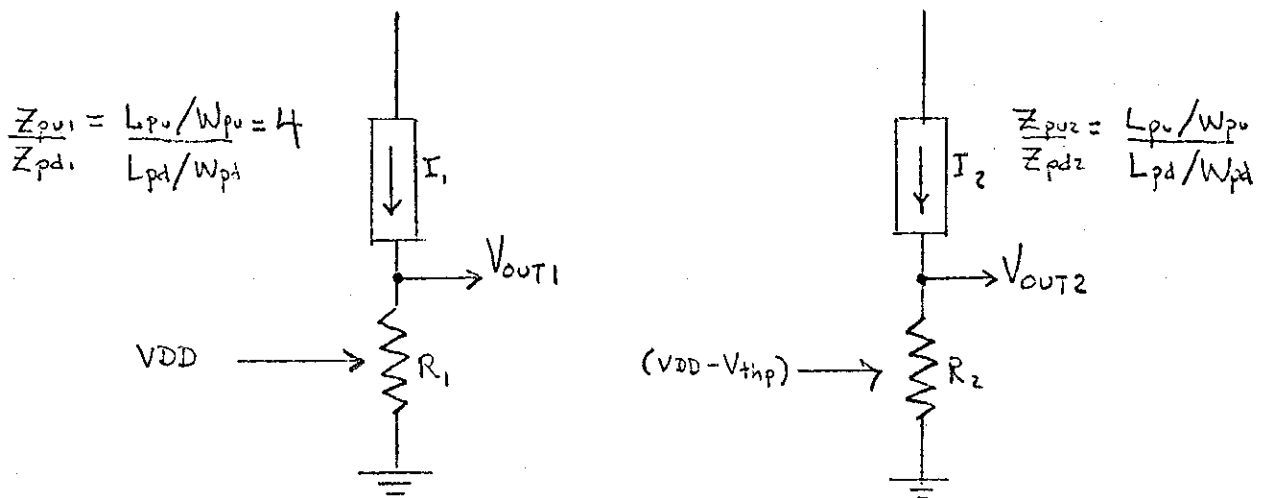 Zpu1 = Lpu/Wpu = 4
Zpd1 Lpd/Wpd
I1
VOUT1
VDD
R1
Zpu2 = Lpu/Wpu
Zpd2 Lpd/Wpd
I2
VOUT2
(VDD-Vthp)
R2